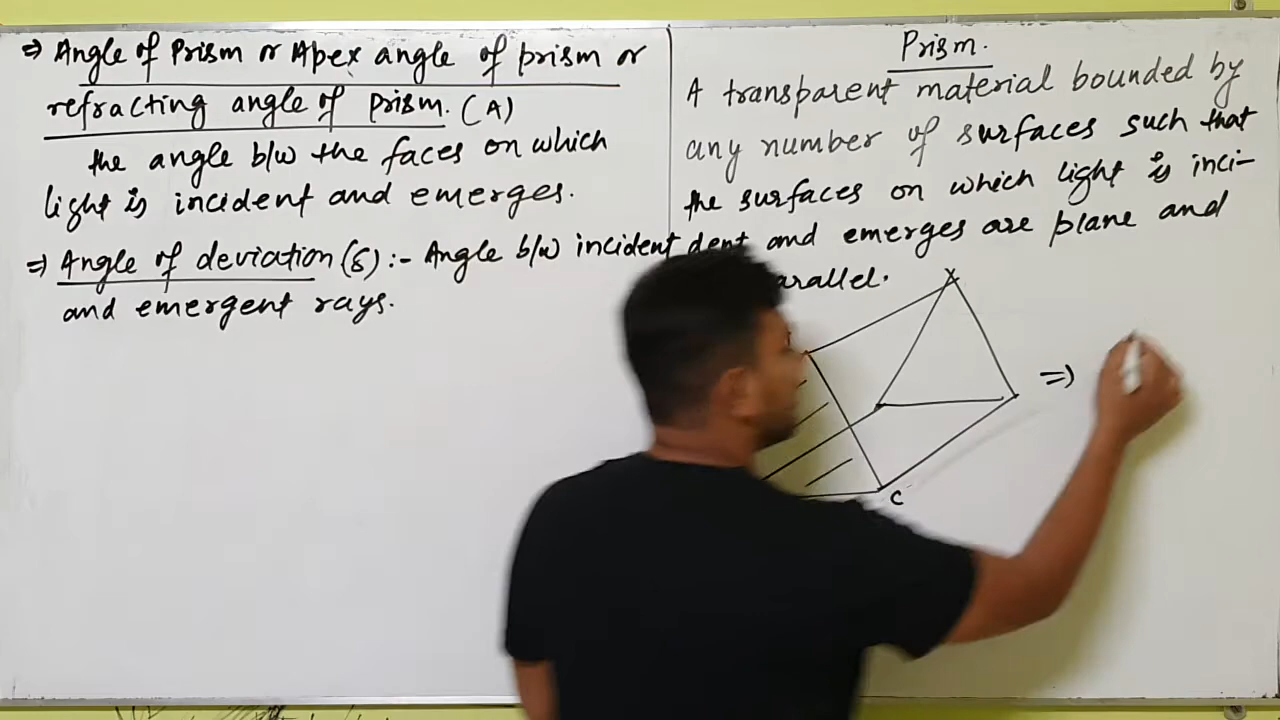 ⇒ Angle of Prism or Apex angle of prism or
refracting angle of prism. (A)
the angle b/w the faces on which
light is incident and emerges.
⇒ Angle of deviation (δ) :- Angle b/w incident
and emergent rays.
Prism.
A transparent material bounded by
any number of surfaces such that
the surfaces on which light is inci-
dent and emerges are plane and
arallel.
⇒
C